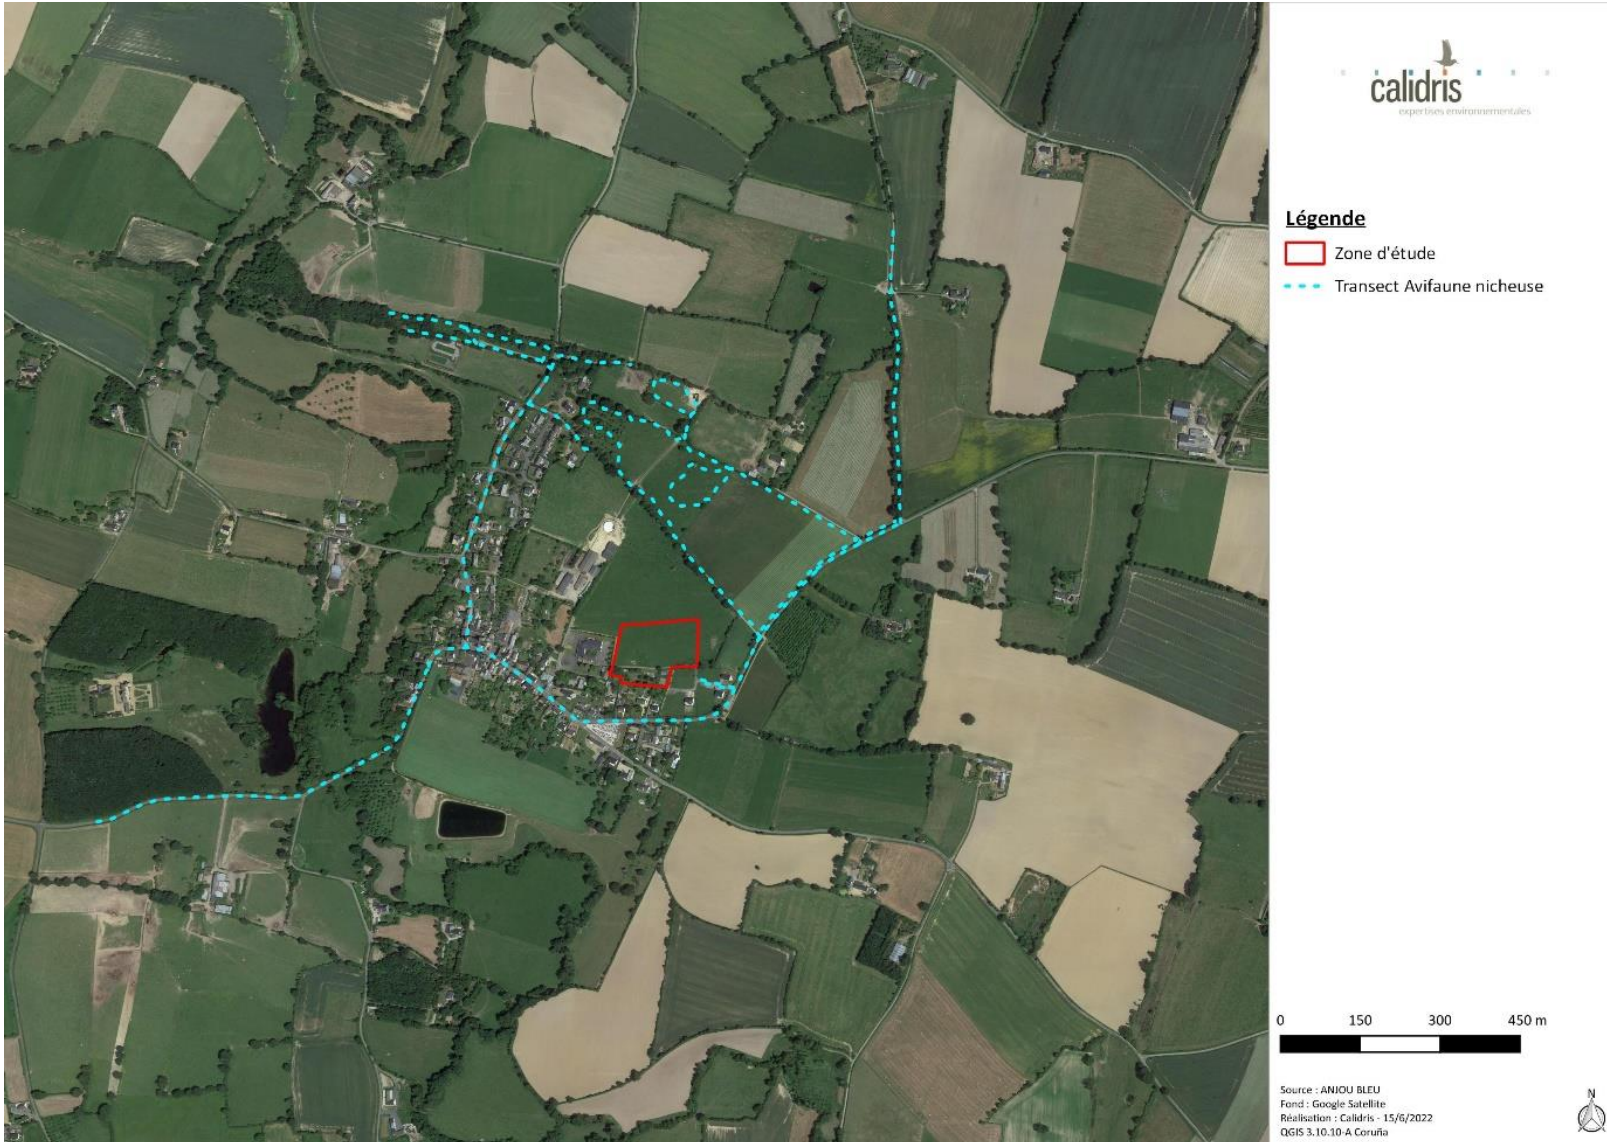 calidris
expertises environnementales
Légende
Zone d'étude
Transect Avifaune nicheuse
0 150 300 450 m
Source : ANJOU BLEU
Fond : Google Satellite
Réalisation : Calidris - 15/6/2022
QGIS 3.10.10-A Coruña
N